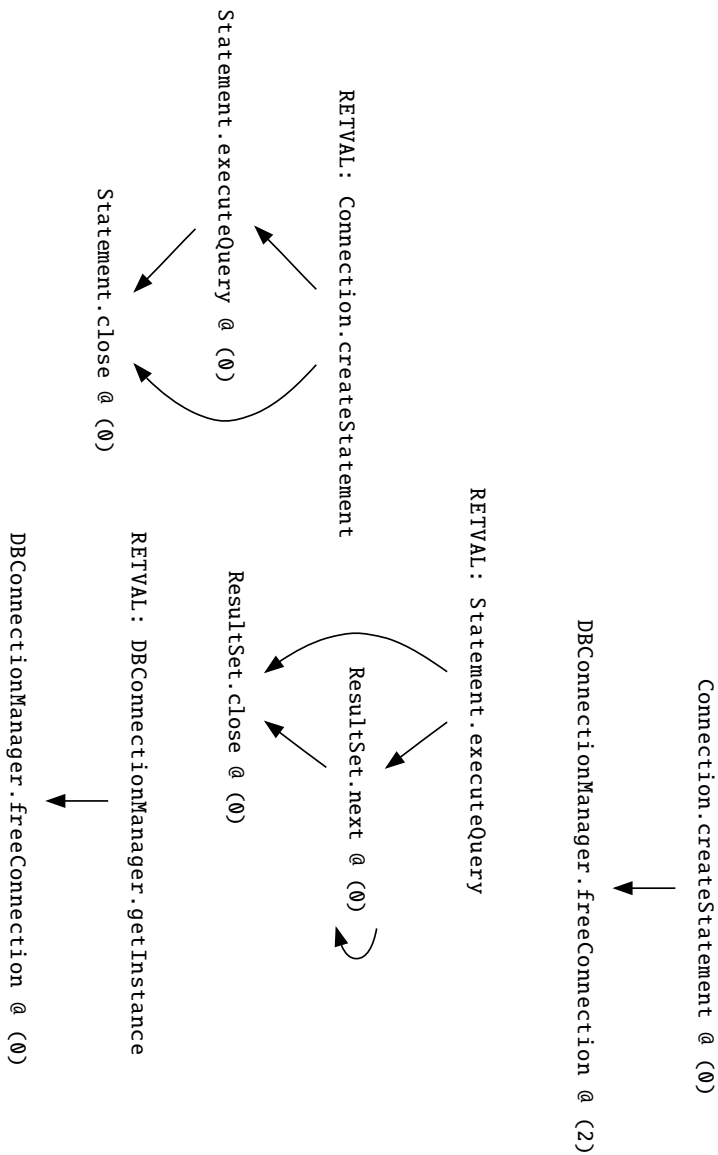 RETVAL: Connection.createStatement
Statement.executeQuery @ (0)
Statement.close @ (0)
Connection.createStatement @ (0)
DBConnectionManager.freeConnection @ (2)
RETVAL: Statement.executeQuery
ResultSet.next @ (0)
ResultSet.close @ (0)
RETVAL: DBConnectionManager.getInstance
DBConnectionManager.freeConnection @ (0)